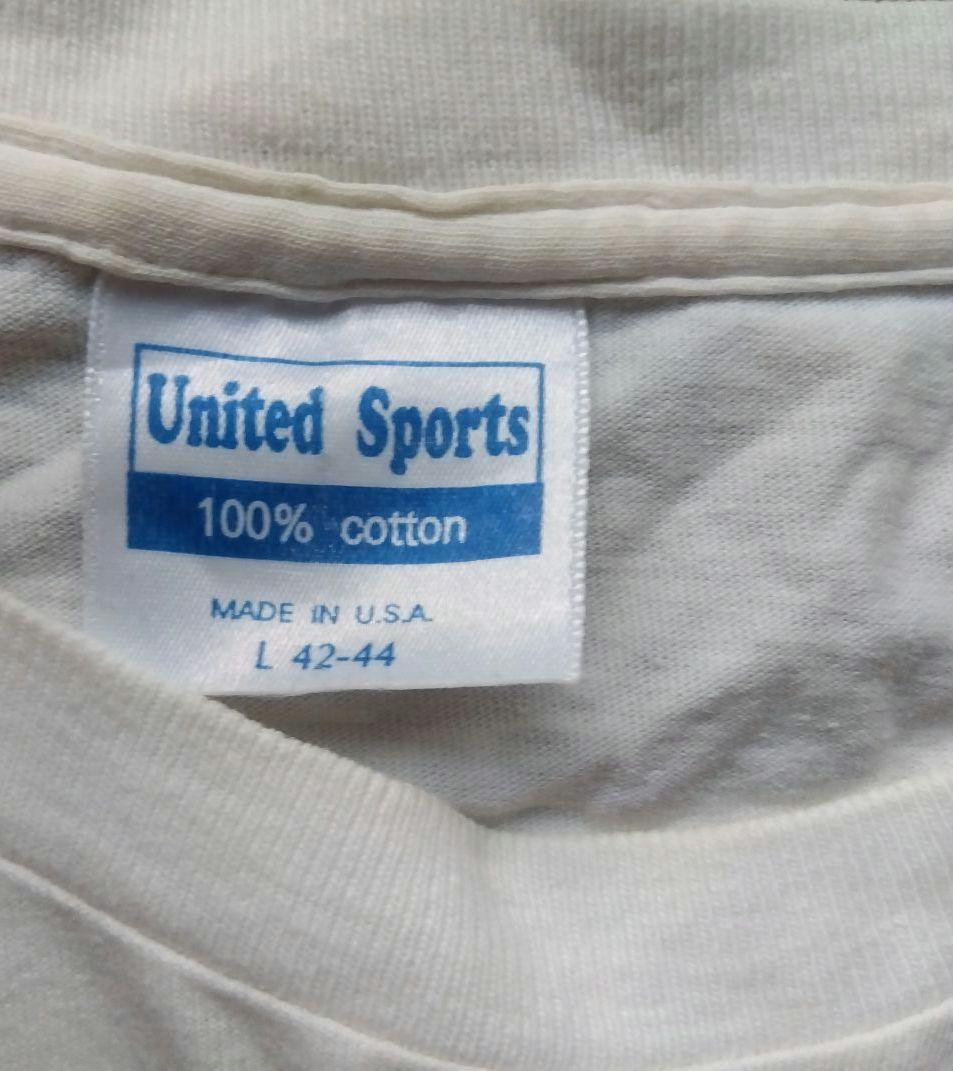 United Sports
100% cotton
MADE IN U.S.A.
L 42-44